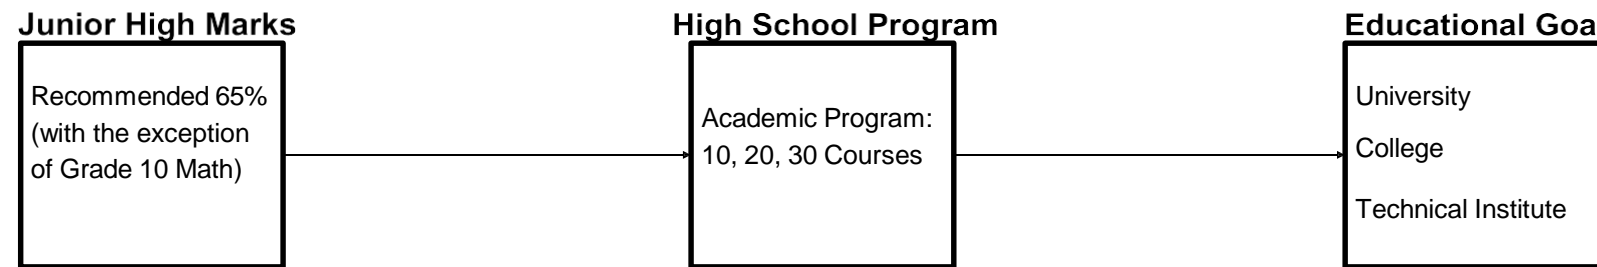 Junior High Marks
High School Program
Educational Goa
Recommended 65%
(with the exception
of Grade 10 Math)
Academic Program:
10, 20, 30 Courses
University
College
Technical Institute